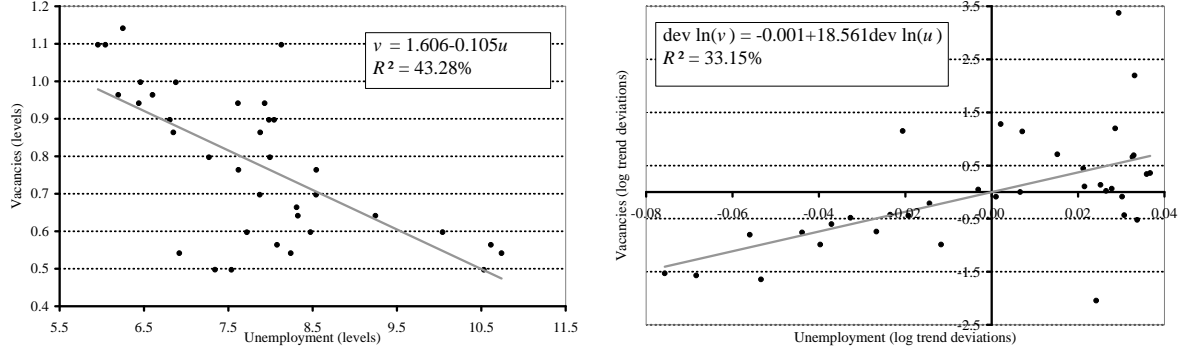 1.2
1.1
1.0
0.9
0.8
0.7
0.6
0.5
0.4
Vacancies (levels)
v = 1.606-0.105u
R² = 43.28%
5.5 6.5 7.5 8.5 9.5 10.5 11.5
Unemployment (levels)
3.5
2.5
1.5
0.5
-0.5
-1.5
-2.5
Vacancies (log trend deviations)
dev ln(v) = -0.001+18.561dev ln(u)
R² = 33.15%
-0.08 -0.06 -0.04 -0.02 0.00 0.02 0.04
Unemployment (log trend deviations)